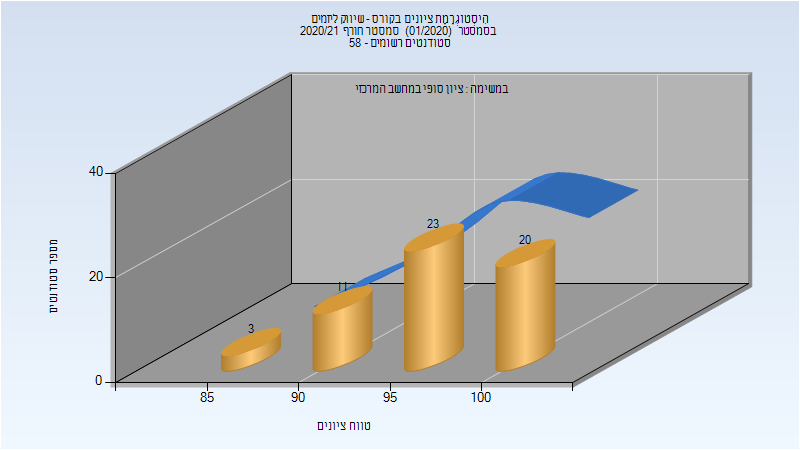 היסטוגרמת ציונים בקורס - שיווק ליזמים
בסמסטר (01/2020) סמסטר חורף 2020/21
סטודנטים רשומים - 58
במשימה : ציון סופי במחשב המרכזי
מספר סטודנטים
40
20
0
3
11
23
20
85
90
95
100
טווח ציונים